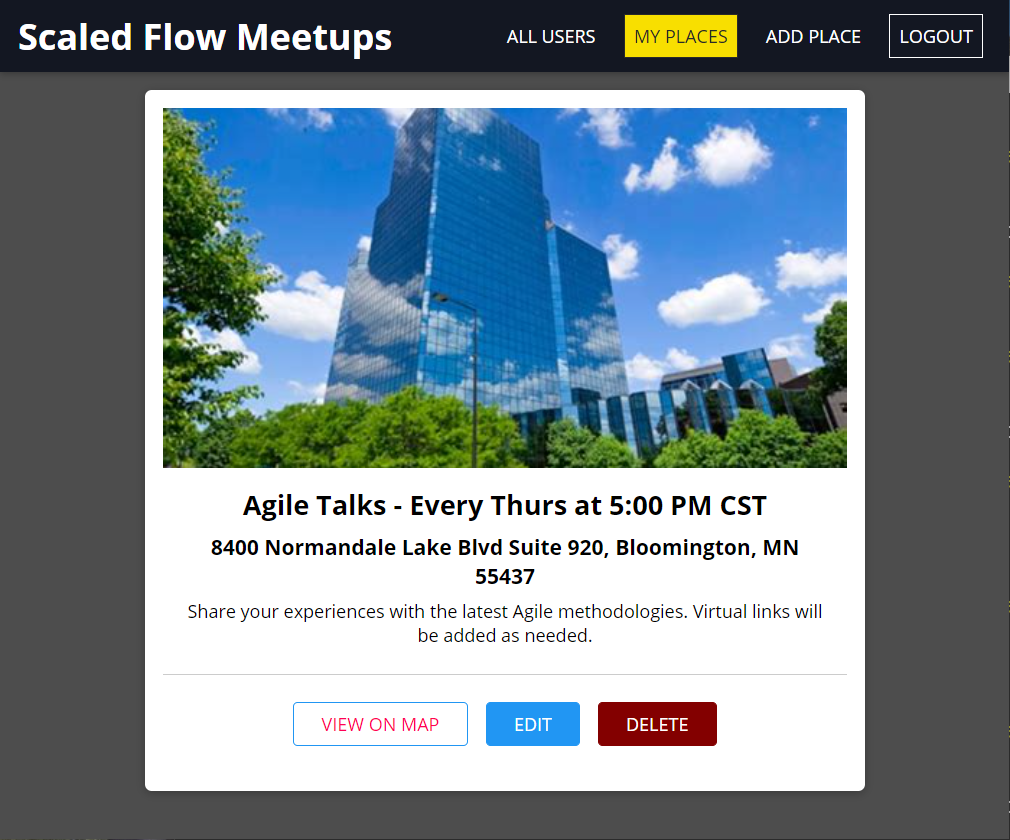 Scaled Flow Meetups
ALL USERS
MY PLACES
ADD PLACE
LOGOUT
Agile Talks - Every Thurs at 5:00 PM CST
8400 Normandale Lake Blvd Suite 920, Bloomington, MN
55437
Share your experiences with the latest Agile methodologies. Virtual links will
be added as needed.
VIEW ON MAP
EDIT
DELETE